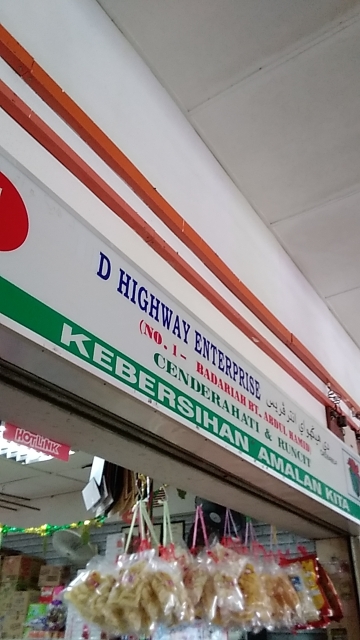 D HIGHWAY ENTERPRISE
(NO. 1- BADARIAH BT. ABDUL HAMID)
CENDERAHATI & RUNCIT
KEBERSIHAN AMALAN KITA
HOTLINK